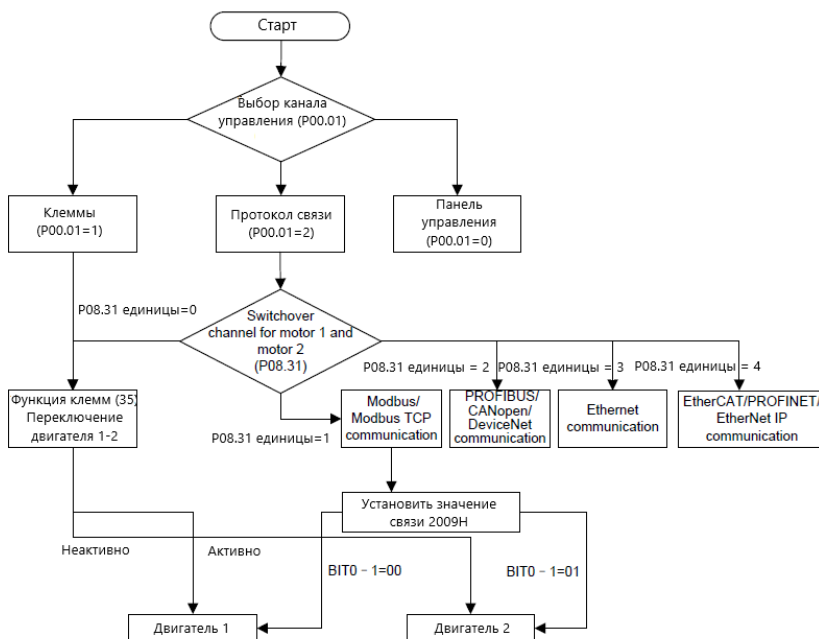 Старт
Выбор канала
управления (P00.01)
Клеммы
(P00.01=1)
Протокол связи
(P00.01=2)
Панель
управления
(P00.01=0)
P08.31 единицы=0
Switchover
channel for motor 1 and
motor 2
(P08.31)
P08.31 единицы = 2
P08.31 единицы = 3
P08.31 единицы = 4
Функция клемм (35)
Переключение
двигателя 1-2
P08.31 единицы=1
Modbus/
Modbus TCP
communication
PROFIBUS/
CANopen/
DeviceNet
communication
Ethernet
communication
EtherCAT/PROFINET/
EtherNet IP
communication
Установить значение
связи 2009H
Неактивно
Активно
BIT0 - 1=00
BIT0 - 1=01
Двигатель 1
Двигатель 2